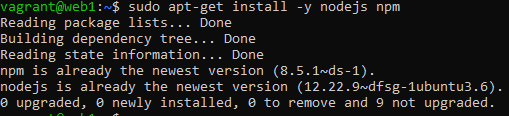 vagrant@web1:~$ sudo apt-get install -y nodejs npm
Reading package lists... Done
Building dependency tree... Done
Reading state information... Done
npm is already the newest version (8.5.1~ds-1).
nodejs is already the newest version (12.22.9~dfsg-1ubuntu3.6).
0 upgraded, 0 newly installed, 0 to remove and 9 not upgraded.